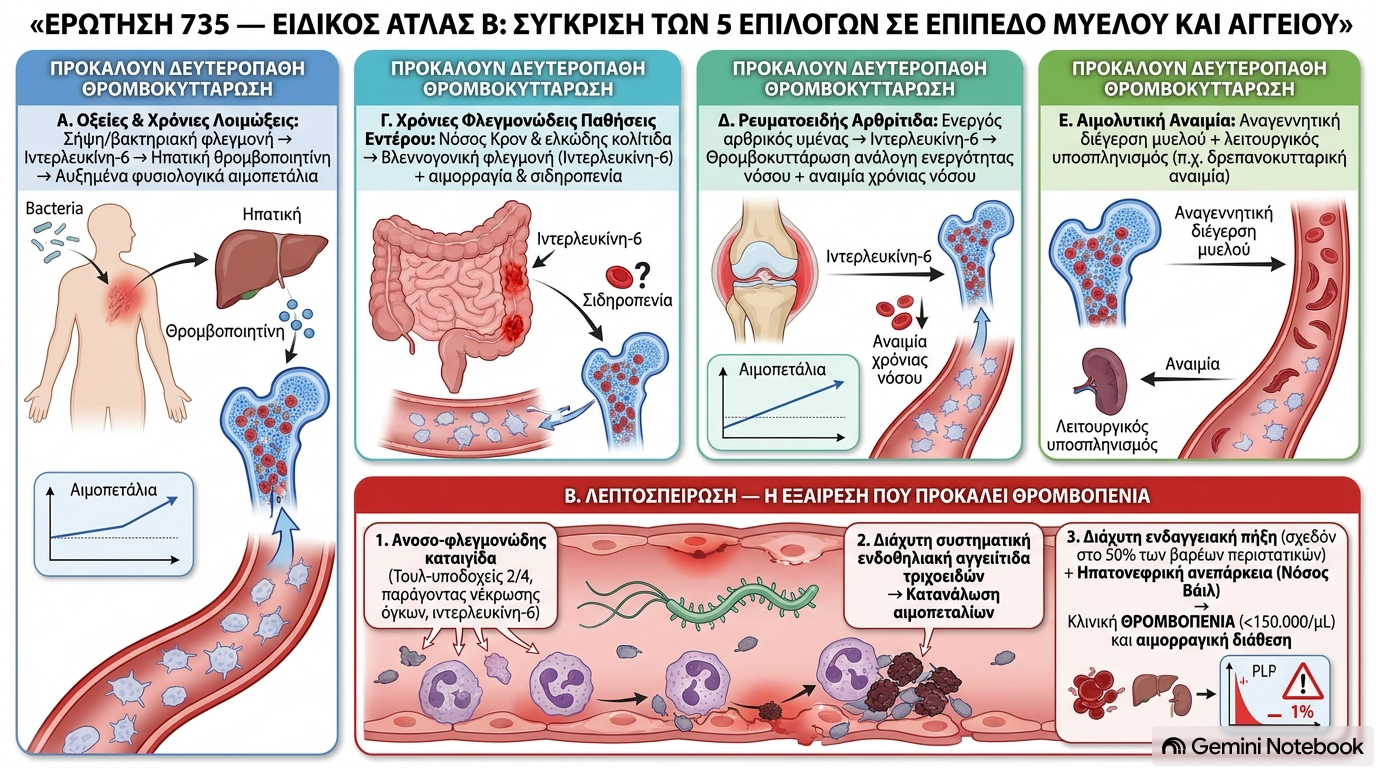 «ΕΡΩΤΗΣΗ 735 — ΕΙΔΙΚΟΣ ΑΤΛΑΣ Β: ΣΥΓΚΡΙΣΗ ΤΩΝ 5 ΕΠΙΛΟΓΩΝ ΣΕ ΕΠΙΠΕΔΟ ΜΥΕΛΟΥ ΚΑΙ ΑΓΓΕΙΟΥ»
ΠΡΟΚΑΛΟΥΝ ΔΕΥΤΕΡΟΠΑΘΗ
ΘΡΟΜΒΟΚΥΤΤΑΡΩΣΗ
Α. Οξείες & Χρόνιες Λοιμώξεις:
Σήψη/βακτηριακή φλεγμονή →
Ιντερλευκίνη-6 → Ηπατική θρομβοποιητίνη
→ Αυξημένα φυσιολογικά αιμοπετάλια
Bacteria
Ηπατική
Θρομβοποιητίνη
Αιμοπετάλια
ΠΡΟΚΑΛΟΥΝ ΔΕΥΤΕΡΟΠΑΘΗ
ΘΡΟΜΒΟΚΥΤΤΑΡΩΣΗ
Γ. Χρόνιες Φλεγμονώδεις Παθήσεις
Εντέρου: Νόσος Κρον & ελκώδης κολίτιδα
→ Βλεννογονική φλεγμονή (Ιντερλευκίνη-6)
+ αιμορραγία & σιδηροπενία
Ιντερλευκίνη-6
?
Σιδηροπενία
ΠΡΟΚΑΛΟΥΝ ΔΕΥΤΕΡΟΠΑΘΗ
ΘΡΟΜΒΟΚΥΤΤΑΡΩΣΗ
Δ. Ρευματοειδής Αρθρίτιδα: Ενεργός
αρθρικός υμένας → Ιντερλευκίνη-6 →
Θρομβοκυττάρωση ανάλογη ενεργότητας
νόσου + αναιμία χρόνιας νόσου
Ιντερλευκίνη-6
Αναιμία
χρόνιας
νόσου
Αιμοπετάλια
ΠΡΟΚΑΛΟΥΝ ΔΕΥΤΕΡΟΠΑΘΗ
ΘΡΟΜΒΟΚΥΤΤΑΡΩΣΗ
Ε. Αιμολυτική Αναιμία: Αναγεννητική
διέγερση μυελού + λειτουργικός
υποσπληνισμός (π.χ. δρεπανοκυτταρική
αναιμία)
Αναγεννητική
διέγερση
μυελού
Αναιμία
Λειτουργικός
υποσπληνισμός
Β. ΛΕΠΤΟΣΠΕΙΡΩΣΗ — Η ΕΞΑΙΡΕΣΗ ΠΟΥ ΠΡΟΚΑΛΕΙ ΘΡΟΜΒΟΠΕΝΙΑ
1. Ανοσο-φλεγμονώδης
καταιγίδα
(Τουλ-υποδοχείς 2/4,
παράγοντας νέκρωσης
όγκων, ιντερλευκίνη-6)
2. Διάχυτη συστηματική
ενδοθηλιακή αγγειίτιδα
τριχοειδών
→ Κατανάλωση
αιμοπεταλίων
3. Διάχυτη ενδαγγειακή πήξη (σχεδόν
στο 50% των βαρέων περιστατικών)
+ Ηπατονεφρική ανεπάρκεια (Νόσος
Βάιλ)
→
Κλινική ΘΡΟΜΒΟΠΕΝΙΑ (<150.000/μL)
και αιμορραγική διάθεση
PLP
1%
Gemini Notebook